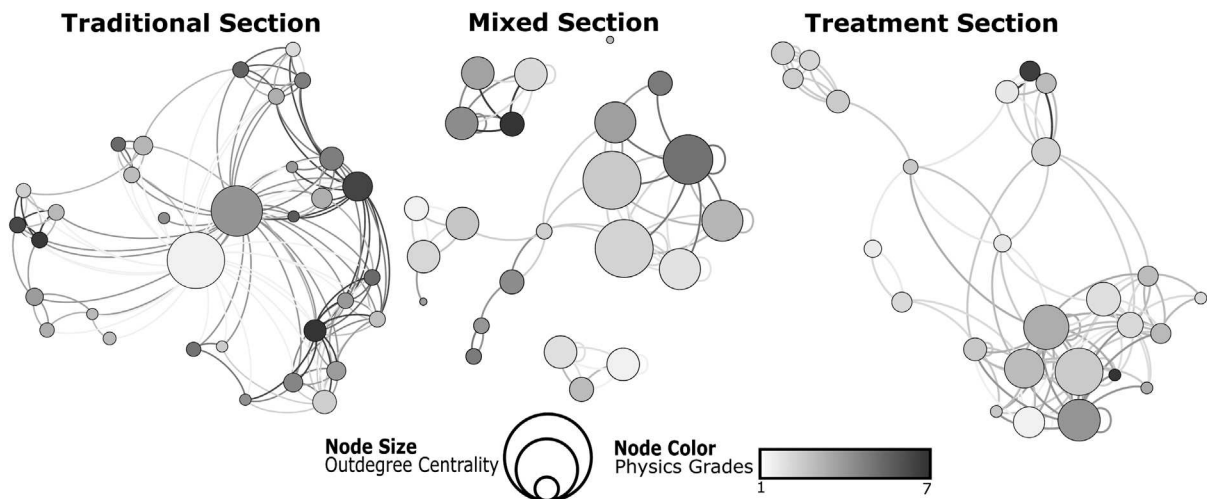 Traditional Section
Mixed Section
Treatment Section
Node Size
Outdegree Centrality
Node Color
Physics Grades
1
7